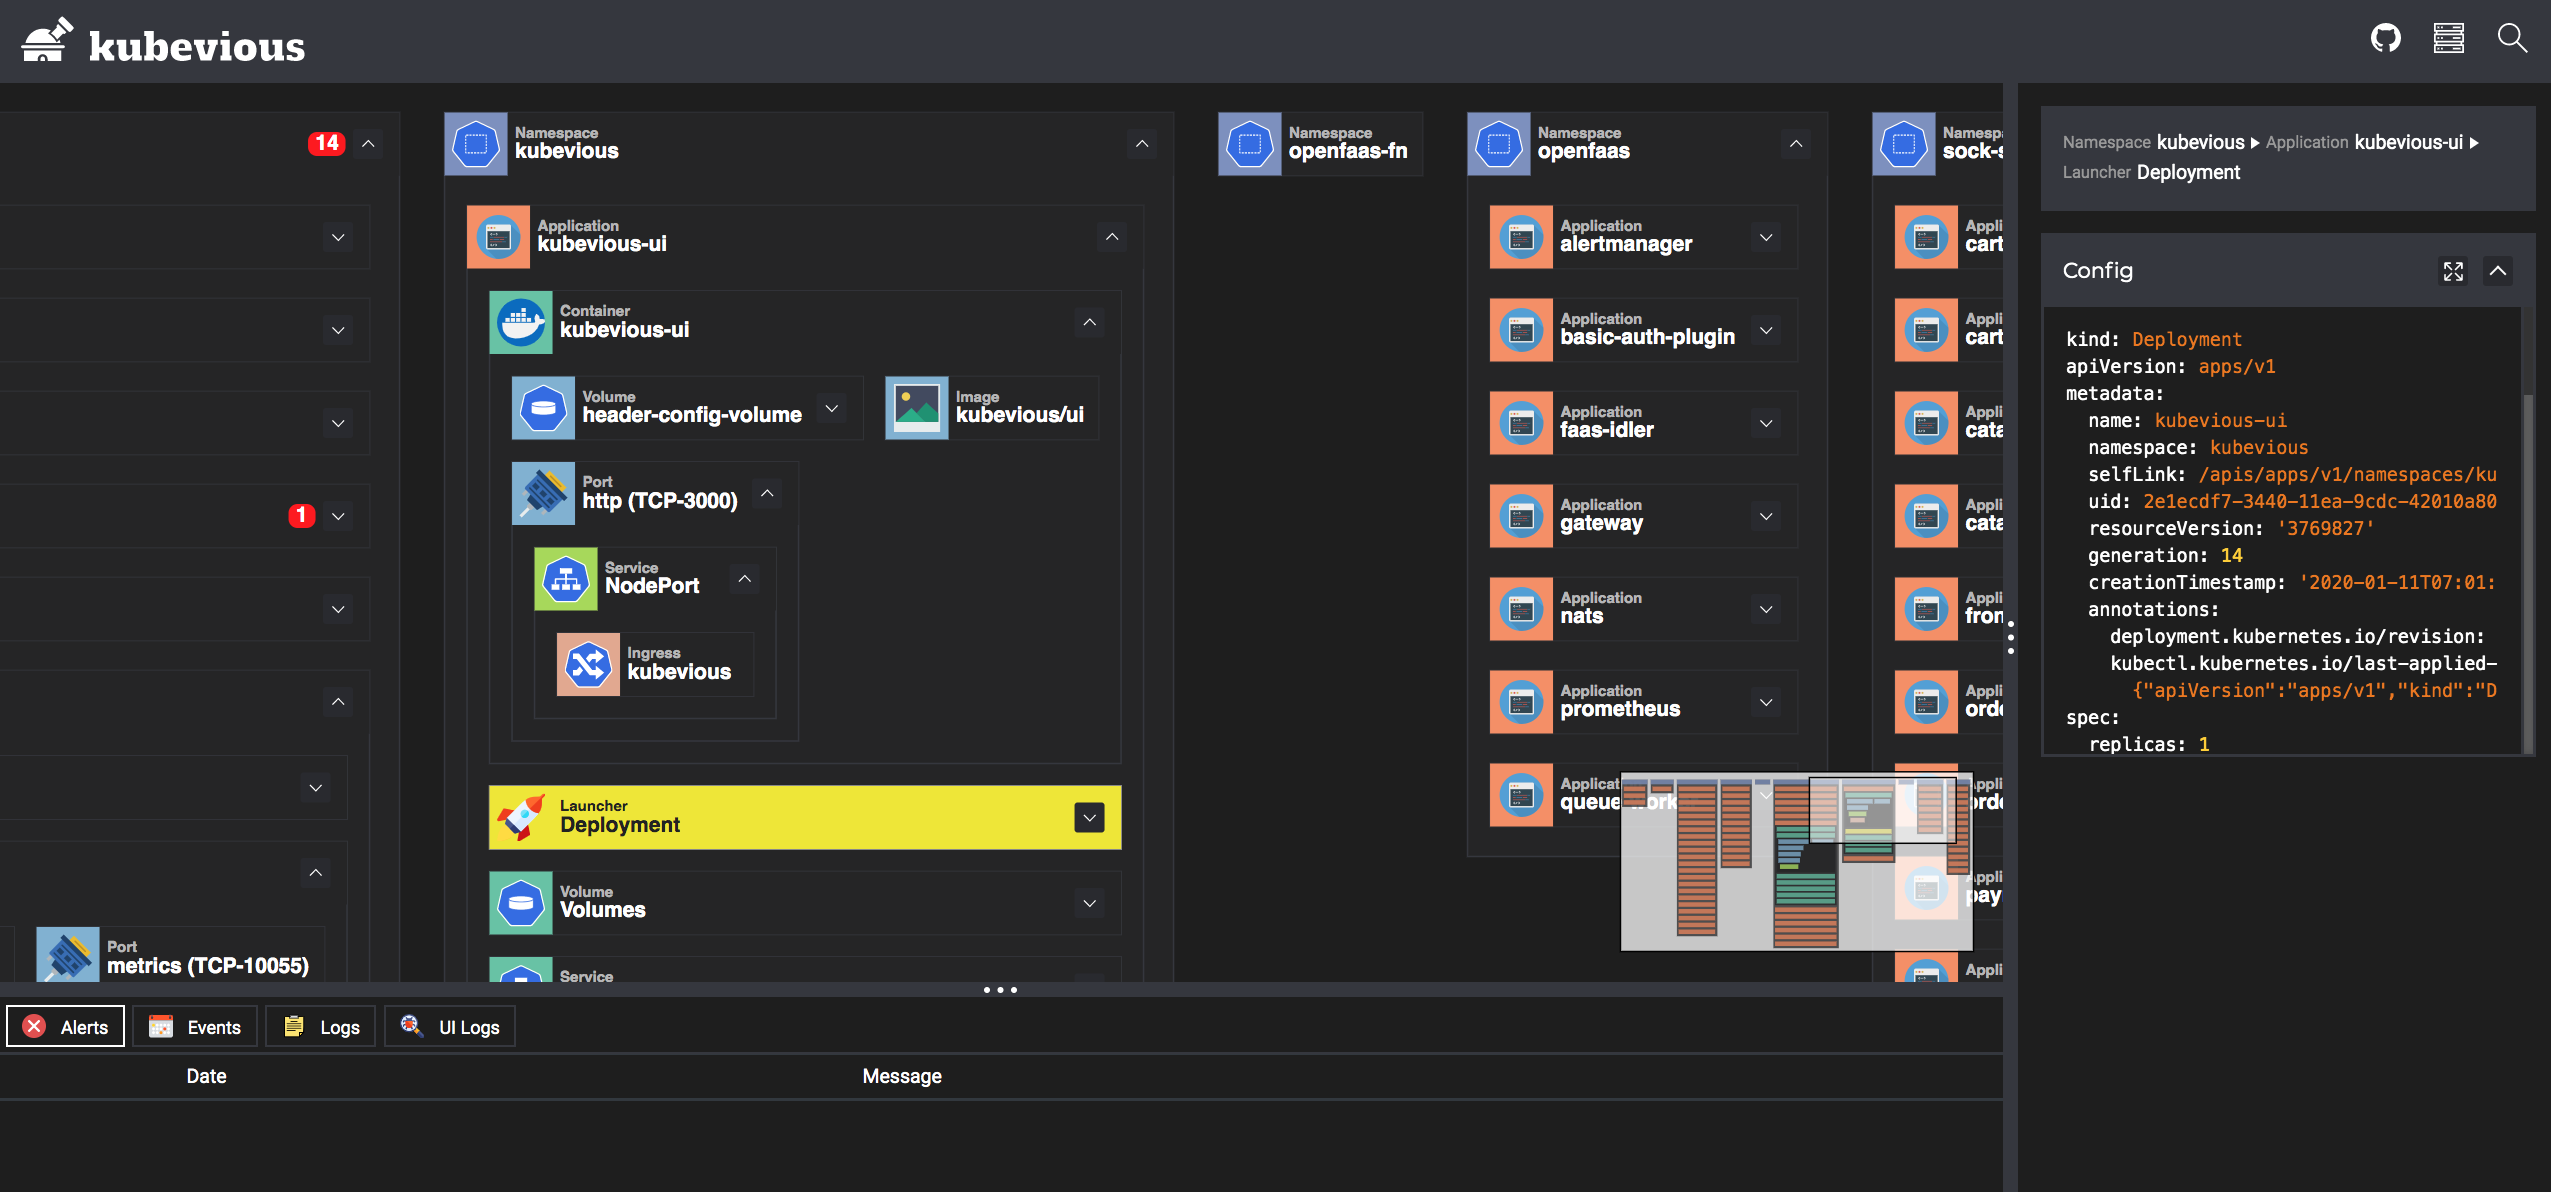 kubevious
14
1
Port
metrics (TCP-10055)
Namespace
kubevious
Application
kubevious-ui
Container
kubevious-ui
Volume
header-config-volume
Image
kubevious/ui
Port
http (TCP-3000)
Service
NodePort
Ingress
kubevious
Launcher
Deployment
Volume
Volumes
Service
Namespace
openfaas-fn
Namespace
openfaas
Application
alertmanager
Application
basic-auth-plugin
Application
faas-idler
Application
gateway
Application
nats
Application
prometheus
Applicat
queue work
Namesp
sock-s
Appli
cart
Appli
cart
Appli
cata
Appli
cata
Appli
fron
Appli
orde
Appli
orde
Appli
pay
Appli
Namespace kubevious Application kubevious-ui
Launcher Deployment
Config
kind: Deployment
apiVersion: apps/v1
metadata:
name: kubevious-ui
namespace: kubevious
selfLink: /apis/apps/v1/namespaces/ku
uid: 2e1ecdf7-3440-11ea-9cdc-42010a80
resourceVersion: '3769827'
generation: 14
creationTimestamp: '2020-01-11T07:01:
annotations:
deployment.kubernetes.io/revision:
kubectl.kubernetes.io/last-applied-
{"apiVersion":"apps/v1","kind":"D
spec:
replicas: 1
Alerts
Events
Logs
UI Logs
Date
Message